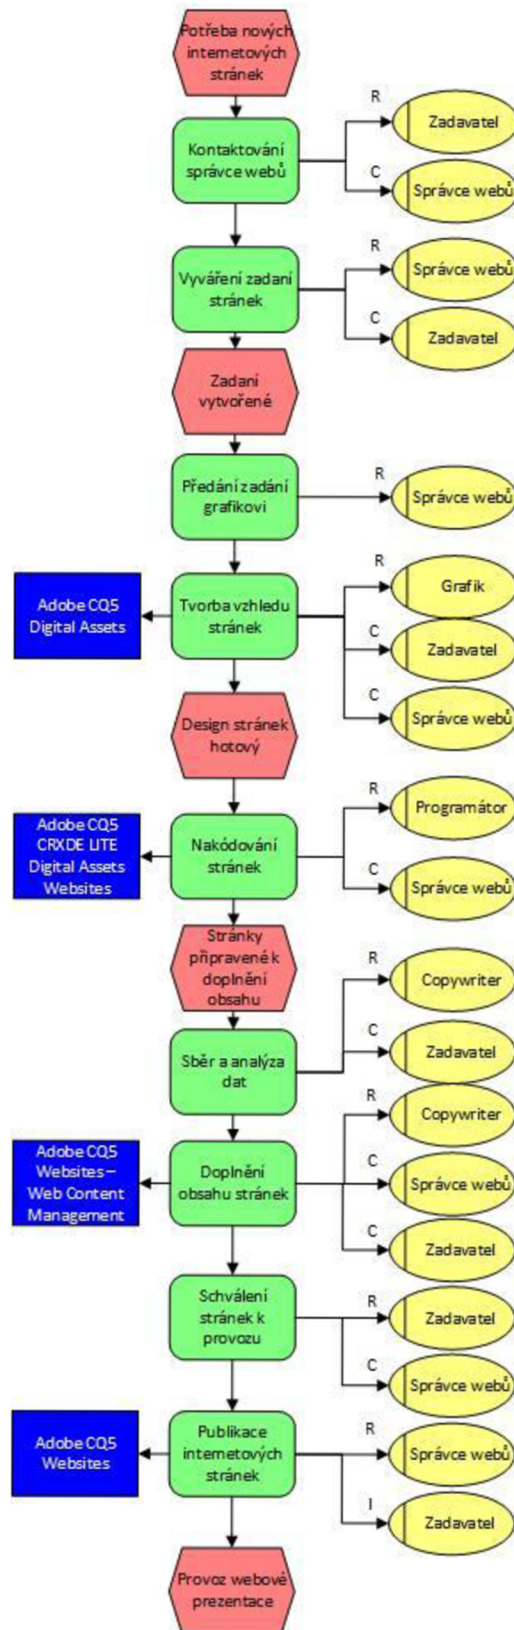 Potřeba nových
internetových
stránek
R
Zadavatel
Kontaktování
správce webů
C
Správce webů
R
Správce webů
Vyváření zadaní
stránek
C
Zadavatel
Zadaní
vytvořené
Předání zadání
grafikovi
R
Správce webů
R
Grafik
Adobe CQ5
Digital Assets
Tvorba vzhledu
stránek
C
Zadavatel
C
Správce webů
Design stránek
hotový
R
Programátor
Adobe CQ5
CRXDE LITE
Digital Assets
Websites
Nakódování
stránek
C
Správce webů
Stránky
připravené k
doplnění
obsahu
R
Copywriter
Sběr a analýza
dat
C
Zadavatel
R
Copywriter
Adobe CQ5
Websites –
Web Content
Management
Doplnění
obsahu stránek
C
Správce webů
C
Zadavatel
Schválení
stránek k
provozu
R
Zadavatel
C
Správce webů
Adobe CQ5
Websites
Publikace
internetových
stránek
R
Správce webů
I
Zadavatel
Provoz webové
prezentace